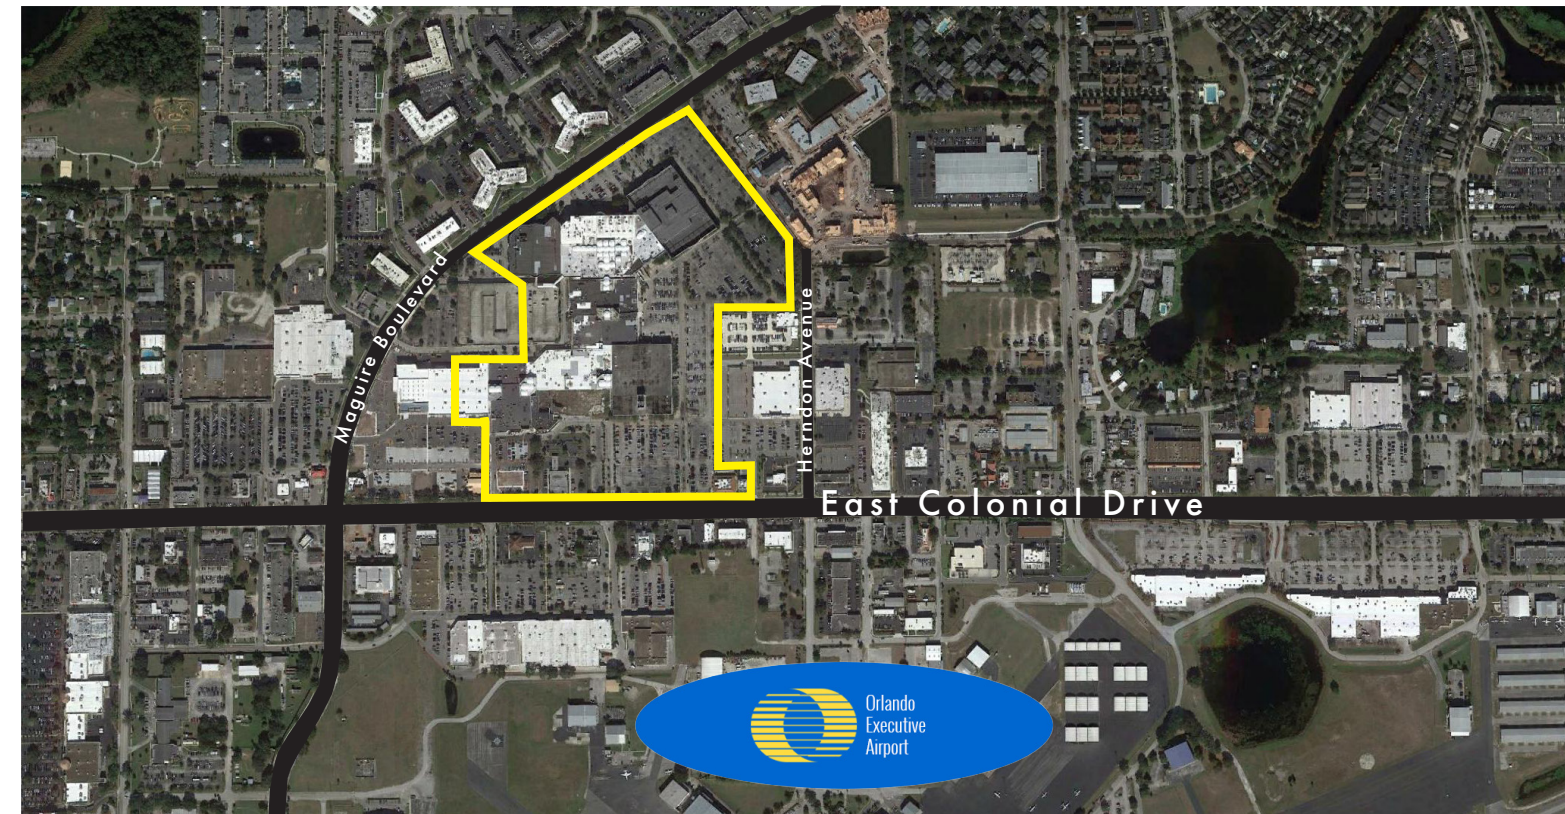 Maguire Boulevard
Herndon Avenue
East Colonial Drive
Orlando
Executive
Airport